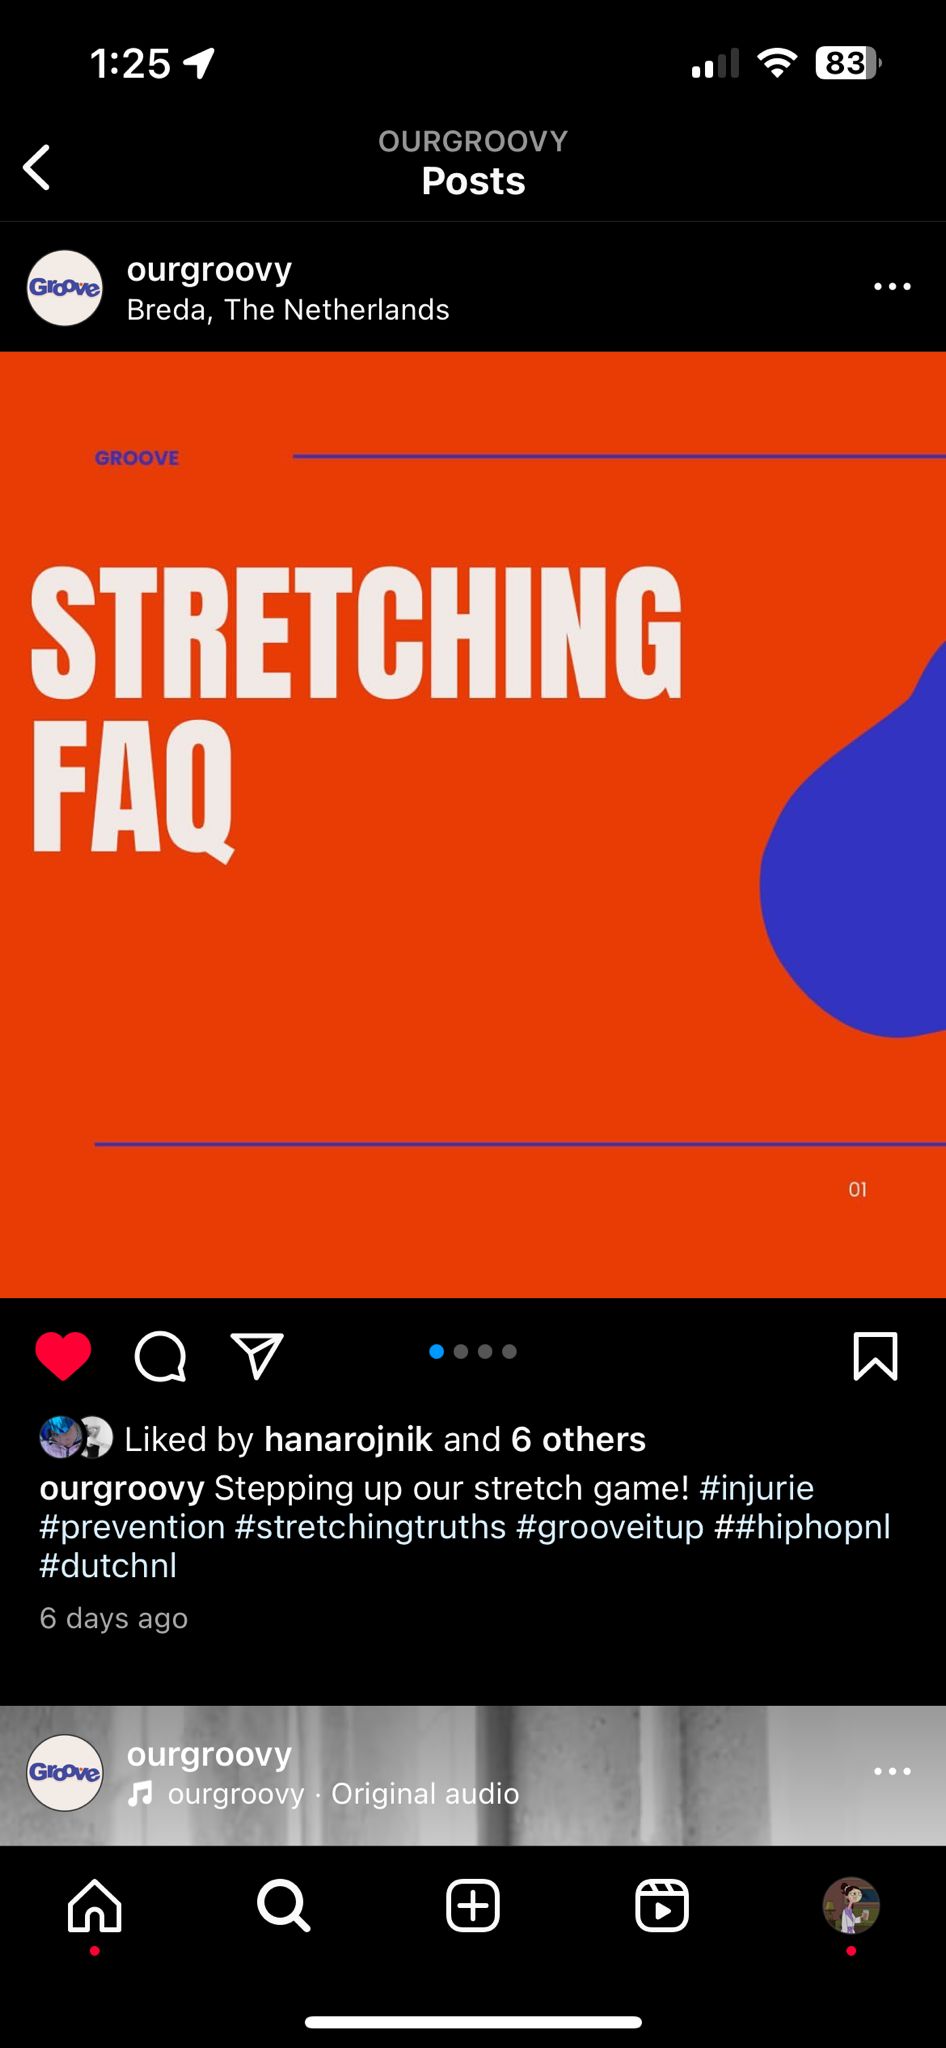 1:25
83
OURGROOVY
Posts
Groove
ourgroovy
Breda, The Netherlands
GROOVE
STRETCHING
FAQ
01
Liked by hanarojnik and 6 others
ourgroovy Stepping up our stretch game! #injurie
#prevention #stretchingtruths #grooveitup ##hiphopnl
#dutchnl
6 days ago
Groove
ourgroovy
ourgroovy · Original audio